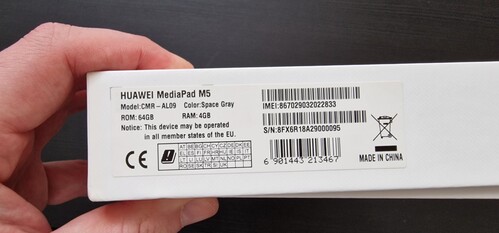 HUAWEI MediaPad M5
Model:CMR-AL09 Color:Space Gray
ROM: 64GB RAM: 4GB
Notice: This device may be operated
in all member states of the EU.
IMEI:867029032022833
S/N:8FX6R18A29000095
6 901443 213467
MADE IN CHINA